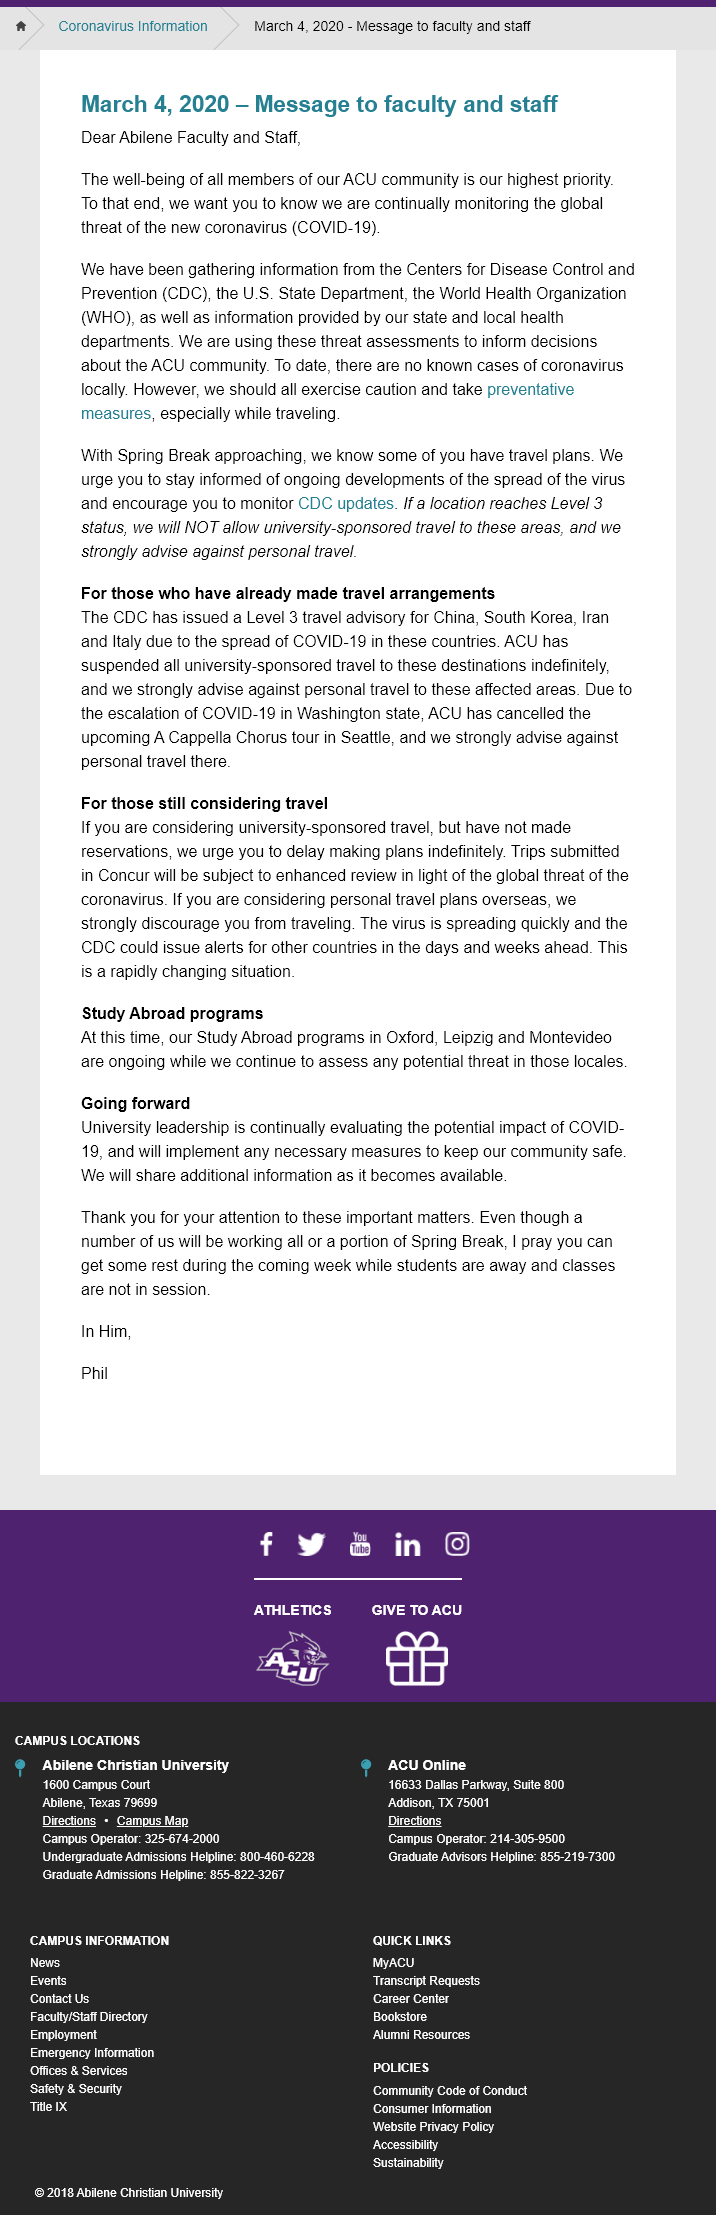 Coronavirus Information March 4, 2020 - Message to faculty and staff
March 4, 2020 – Message to faculty and staff
Dear Abilene Faculty and Staff,
The well-being of all members of our ACU community is our highest priority.
To that end, we want you to know we are continually monitoring the global
threat of the new coronavirus (COVID-19).
We have been gathering information from the Centers for Disease Control and
Prevention (CDC), the U.S. State Department, the World Health Organization
(WHO), as well as information provided by our state and local health
departments. We are using these threat assessments to inform decisions
about the ACU community. To date, there are no known cases of coronavirus
locally. However, we should all exercise caution and take preventative
measures, especially while traveling.
With Spring Break approaching, we know some of you have travel plans. We
urge you to stay informed of ongoing developments of the spread of the virus
and encourage you to monitor CDC updates. If a location reaches Level 3
status, we will NOT allow university-sponsored travel to these areas, and we
strongly advise against personal travel.
For those who have already made travel arrangements
The CDC has issued a Level 3 travel advisory for China, South Korea, Iran
and Italy due to the spread of COVID-19 in these countries. ACU has
suspended all university-sponsored travel to these destinations indefinitely,
and we strongly advise against personal travel to these affected areas. Due to
the escalation of COVID-19 in Washington state, ACU has cancelled the
upcoming A Cappella Chorus tour in Seattle, and we strongly advise against
personal travel there.
For those still considering travel
If you are considering university-sponsored travel, but have not made
reservations, we urge you to delay making plans indefinitely. Trips submitted
in Concur will be subject to enhanced review in light of the global threat of the
coronavirus. If you are considering personal travel plans overseas, we
strongly discourage you from traveling. The virus is spreading quickly and the
CDC could issue alerts for other countries in the days and weeks ahead. This
is a rapidly changing situation.
Study Abroad programs
At this time, our Study Abroad programs in Oxford, Leipzig and Montevideo
are ongoing while we continue to assess any potential threat in those locales.
Going forward
University leadership is continually evaluating the potential impact of COVID-
19, and will implement any necessary measures to keep our community safe.
We will share additional information as it becomes available.
Thank you for your attention to these important matters. Even though a
number of us will be working all or a portion of Spring Break, I pray you can
get some rest during the coming week while students are away and classes
are not in session.
In Him,
Phil
You Tube in
ATHLETICS GIVE TO ACU
ACU
CAMPUS LOCATIONS
Abilene Christian University
1600 Campus Court
Abilene, Texas 79699
Directions • Campus Map
Campus Operator: 325-674-2000
Undergraduate Admissions Helpline: 800-460-6228
Graduate Admissions Helpline: 855-822-3267
ACU Online
16633 Dallas Parkway, Suite 800
Addison, TX 75001
Directions
Campus Operator: 214-305-9500
Graduate Advisors Helpline: 855-219-7300
CAMPUS INFORMATION
News
Events
Contact Us
Faculty/Staff Directory
Employment
Emergency Information
Offices & Services
Safety & Security
Title IX
QUICK LINKS
MyACU
Transcript Requests
Career Center
Bookstore
Alumni Resources
POLICIES
Community Code of Conduct
Consumer Information
Website Privacy Policy
Accessibility
Sustainability
© 2018 Abilene Christian University